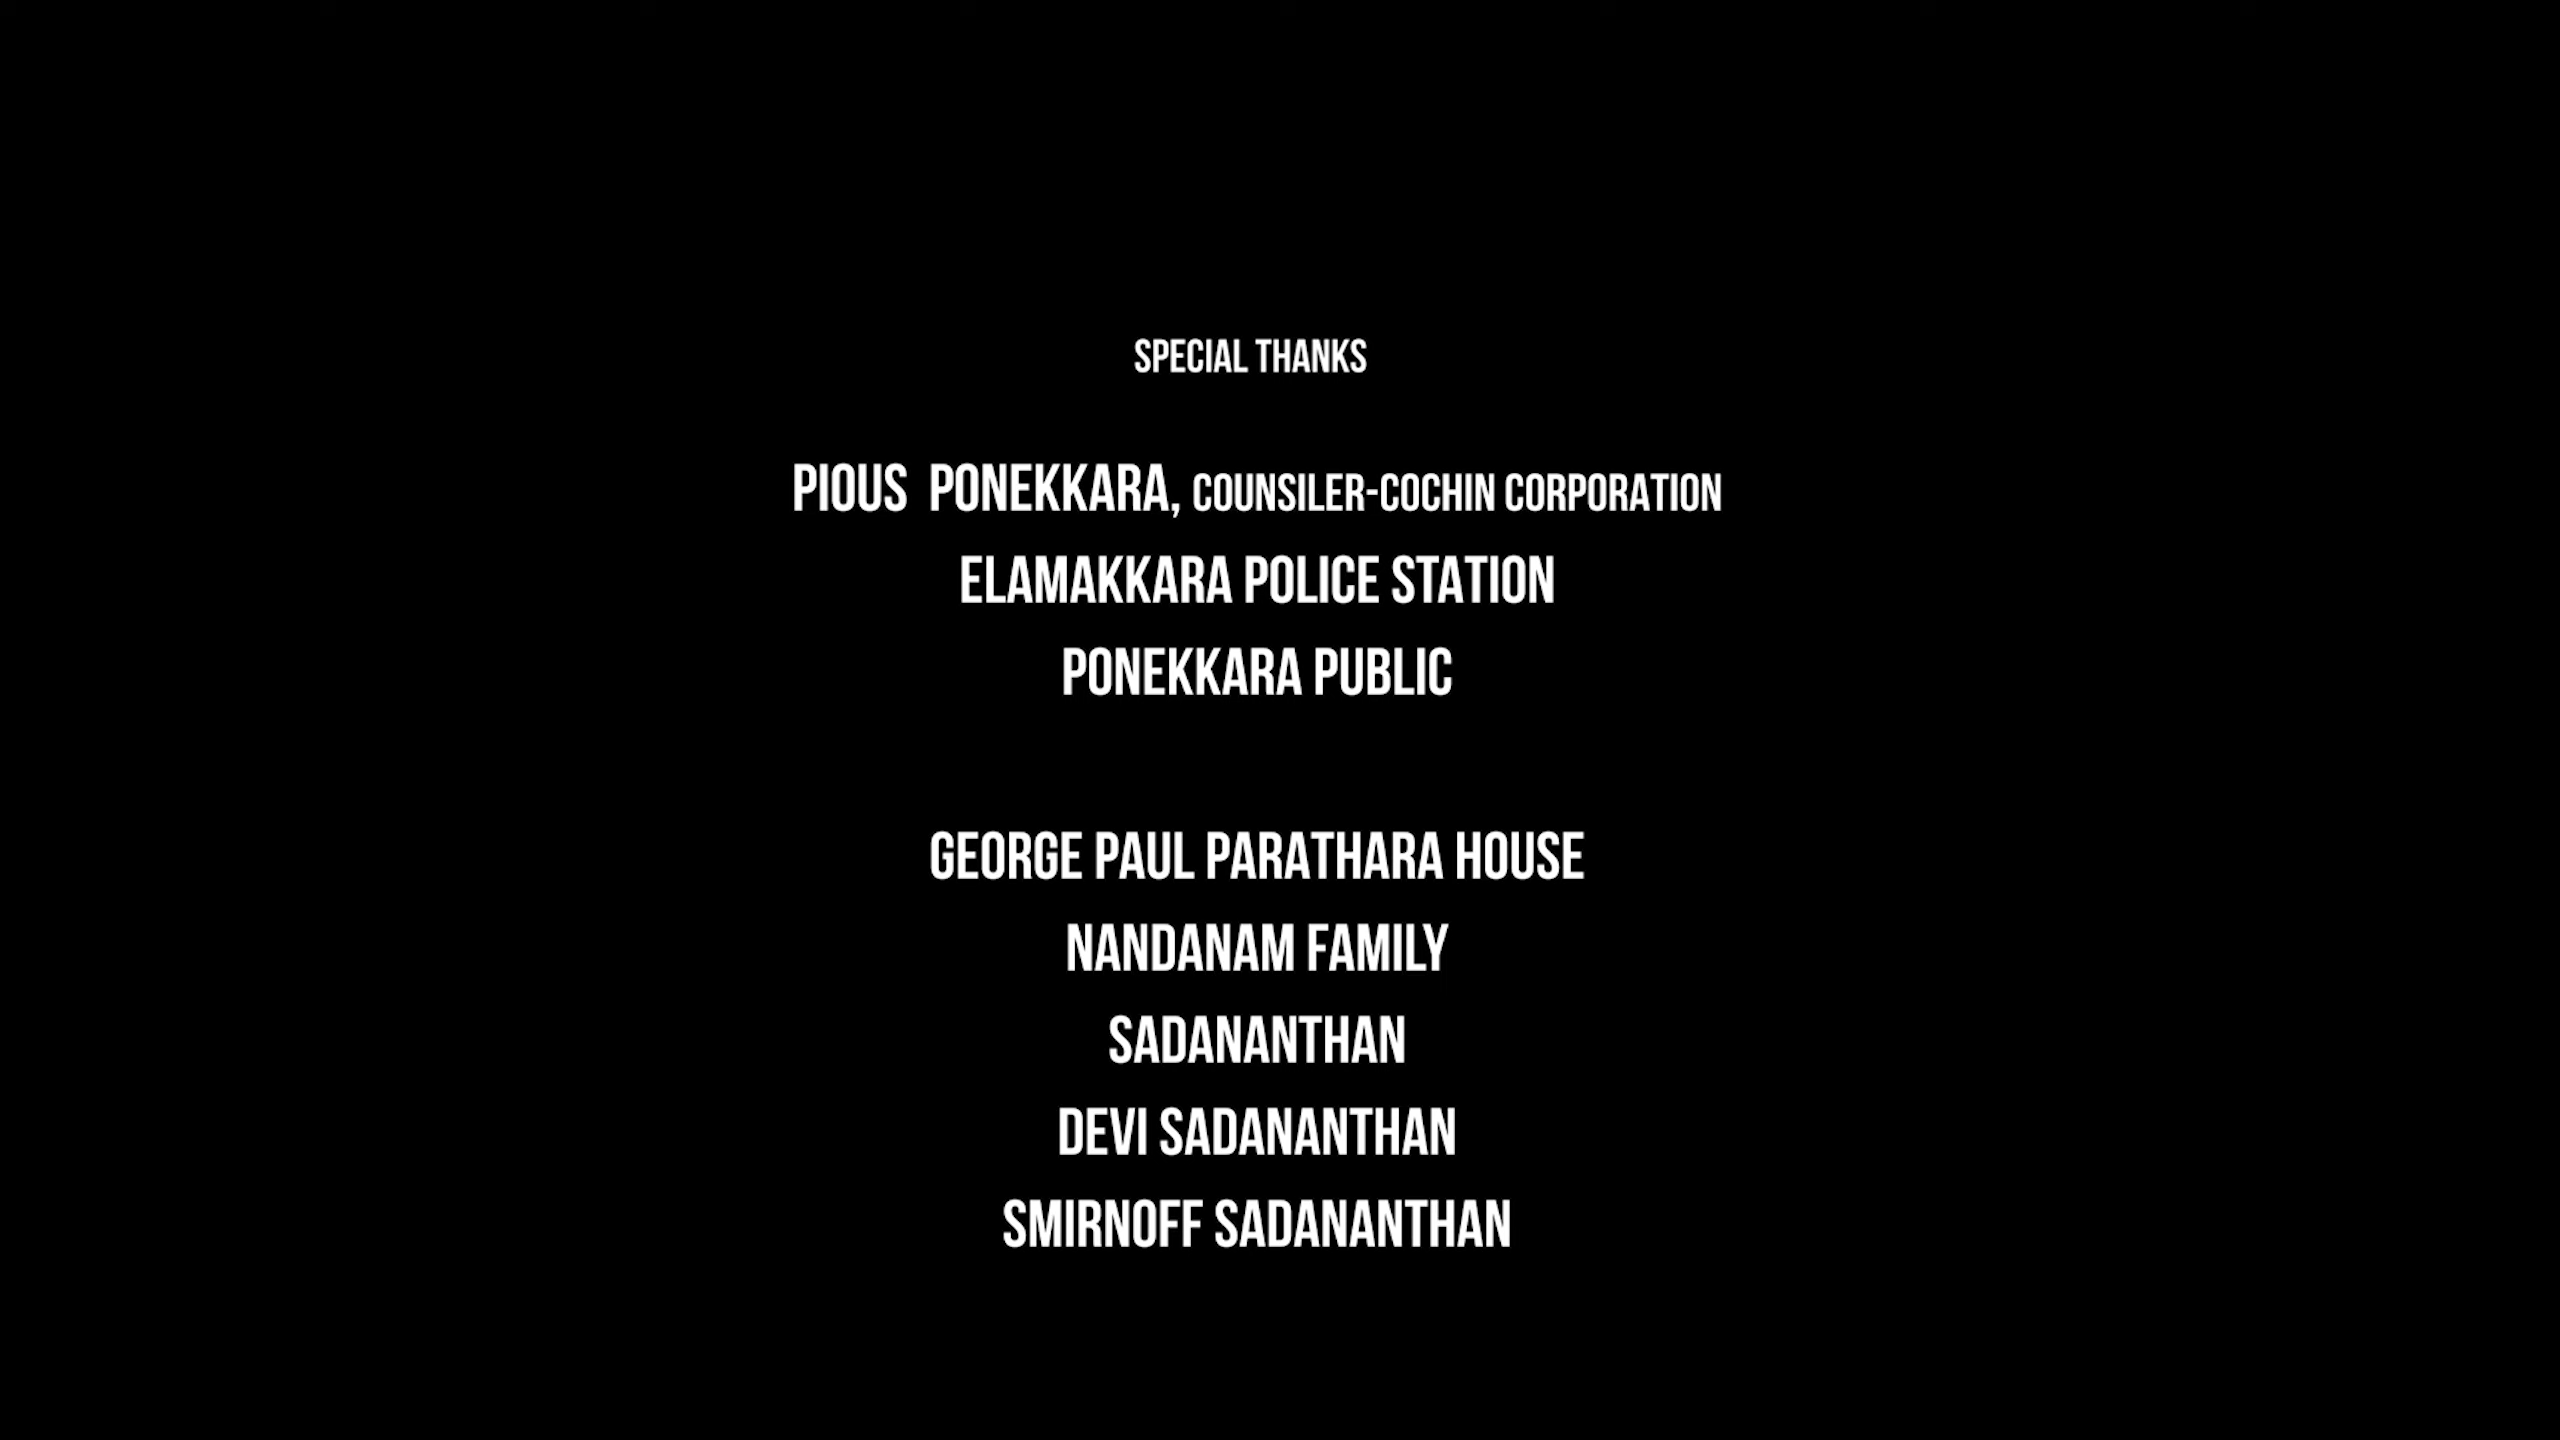 SPECIAL THANKS
PIOUS  PONEKKARA, COUNSILER-COCHIN CORPORATION
ELAMAKKARA POLICE STATION
PONEKKARA PUBLIC
GEORGE PAUL PARATHARA HOUSE
NANDANAM FAMILY
SADANANTHAN
DEVI SADANANTHAN
SMIRNOFF SADANANTHAN